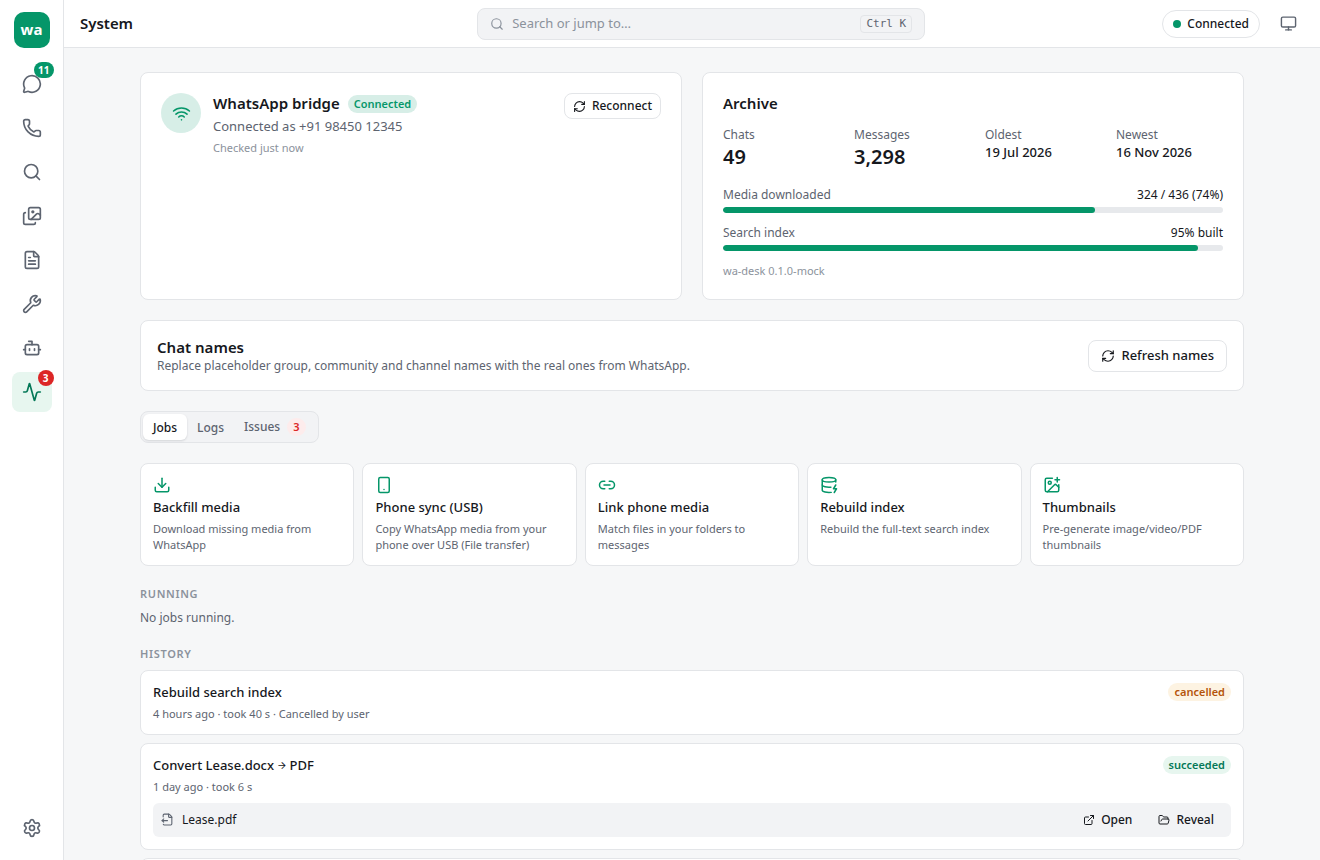 wa
System
Search or jump to...
Ctrl K
Connected
11
3
WhatsApp bridge
Connected
Connected as +91 98450 12345
Checked just now
Reconnect
Archive
Chats
49
Messages
3,298
Oldest
19 Jul 2026
Newest
16 Nov 2026
Media downloaded
324 / 436 (74%)
Search index
95% built
wa-desk 0.1.0-mock
Chat names
Replace placeholder group, community and channel names with the real ones from WhatsApp.
Refresh names
Jobs
Logs
Issues
3
Backfill media
Download missing media from
WhatsApp
Phone sync (USB)
Copy WhatsApp media from your
phone over USB (File transfer)
Link phone media
Match files in your folders to
messages
Rebuild index
Rebuild the full-text search index
Thumbnails
Pre-generate image/video/PDF
thumbnails
RUNNING
No jobs running.
HISTORY
Rebuild search index
cancelled
4 hours ago · took 40 s · Cancelled by user
Convert Lease.docx → PDF
succeeded
1 day ago · took 6 s
Lease.pdf
Open
Reveal